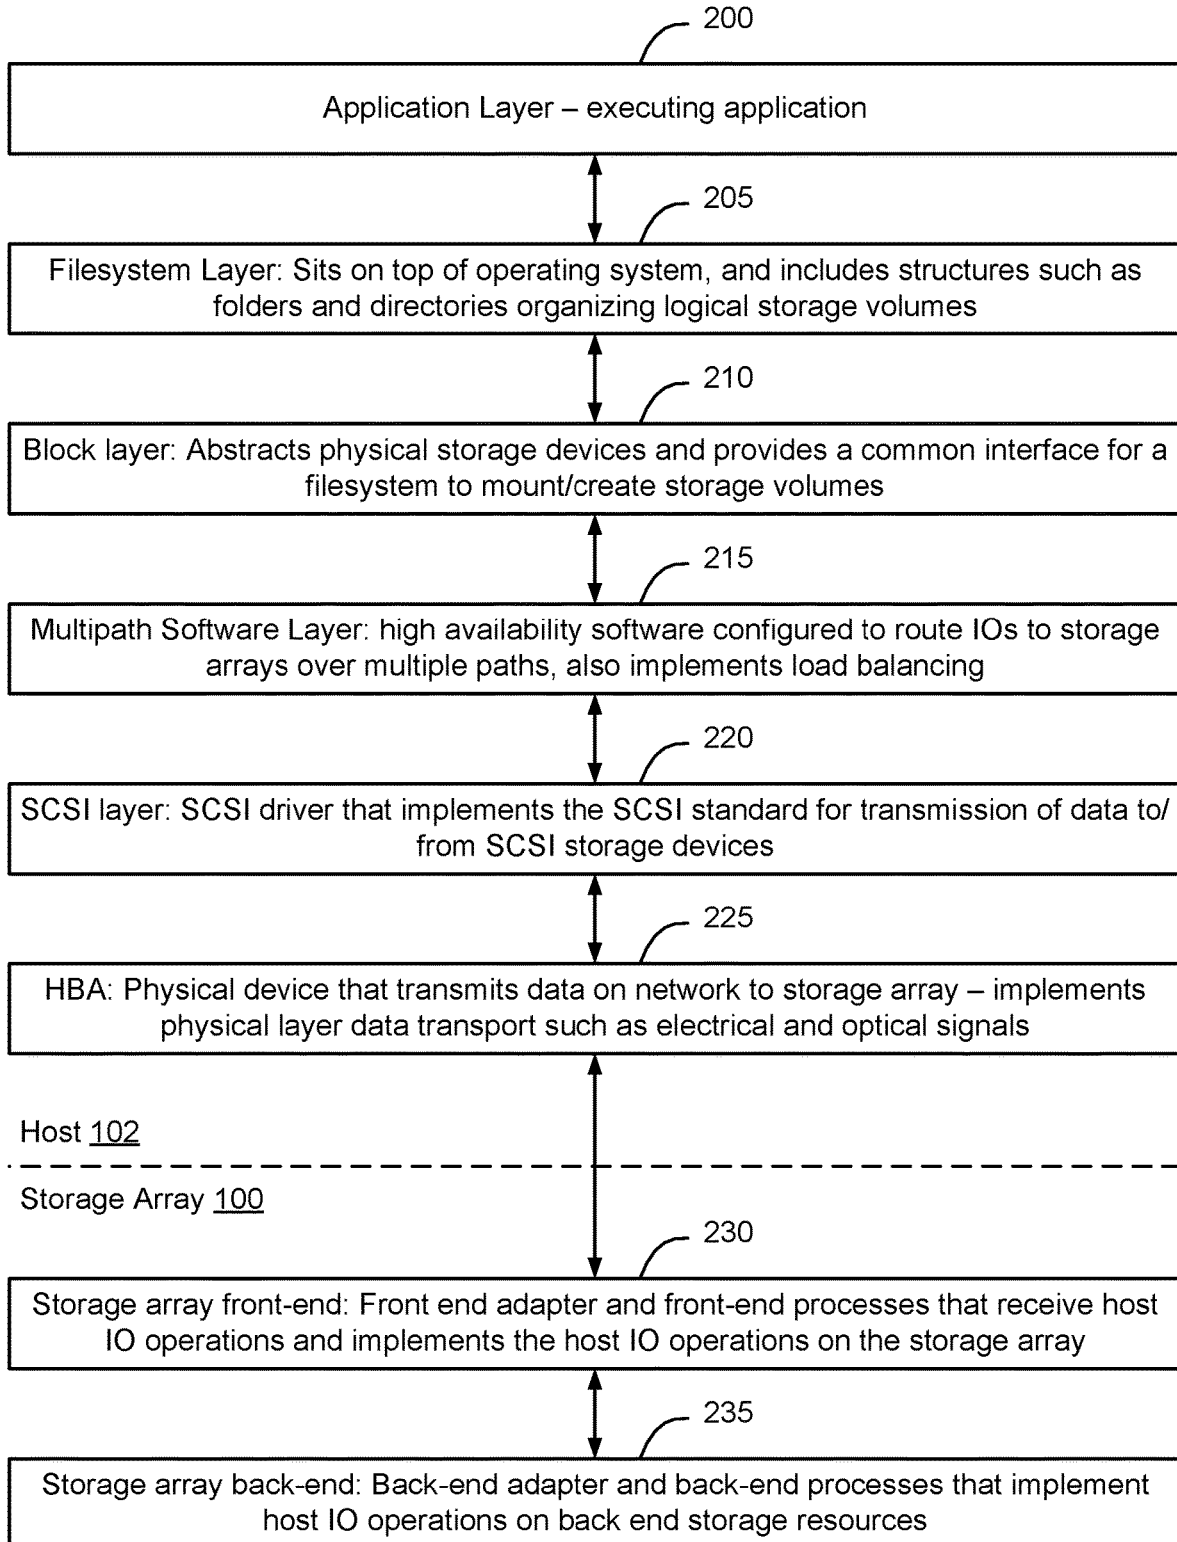 200
Application Layer – executing application
205
Filesystem Layer: Sits on top of operating system, and includes structures such as
folders and directories organizing logical storage volumes
210
Block layer: Abstracts physical storage devices and provides a common interface for a
filesystem to mount/create storage volumes
215
Multipath Software Layer: high availability software configured to route IOs to storage
arrays over multiple paths, also implements load balancing
220
SCSI layer: SCSI driver that implements the SCSI standard for transmission of data to/
from SCSI storage devices
225
HBA: Physical device that transmits data on network to storage array – implements
physical layer data transport such as electrical and optical signals
Host 102
Storage Array 100
230
Storage array front-end: Front end adapter and front-end processes that receive host
IO operations and implements the host IO operations on the storage array
235
Storage array back-end: Back-end adapter and back-end processes that implement
host IO operations on back end storage resources